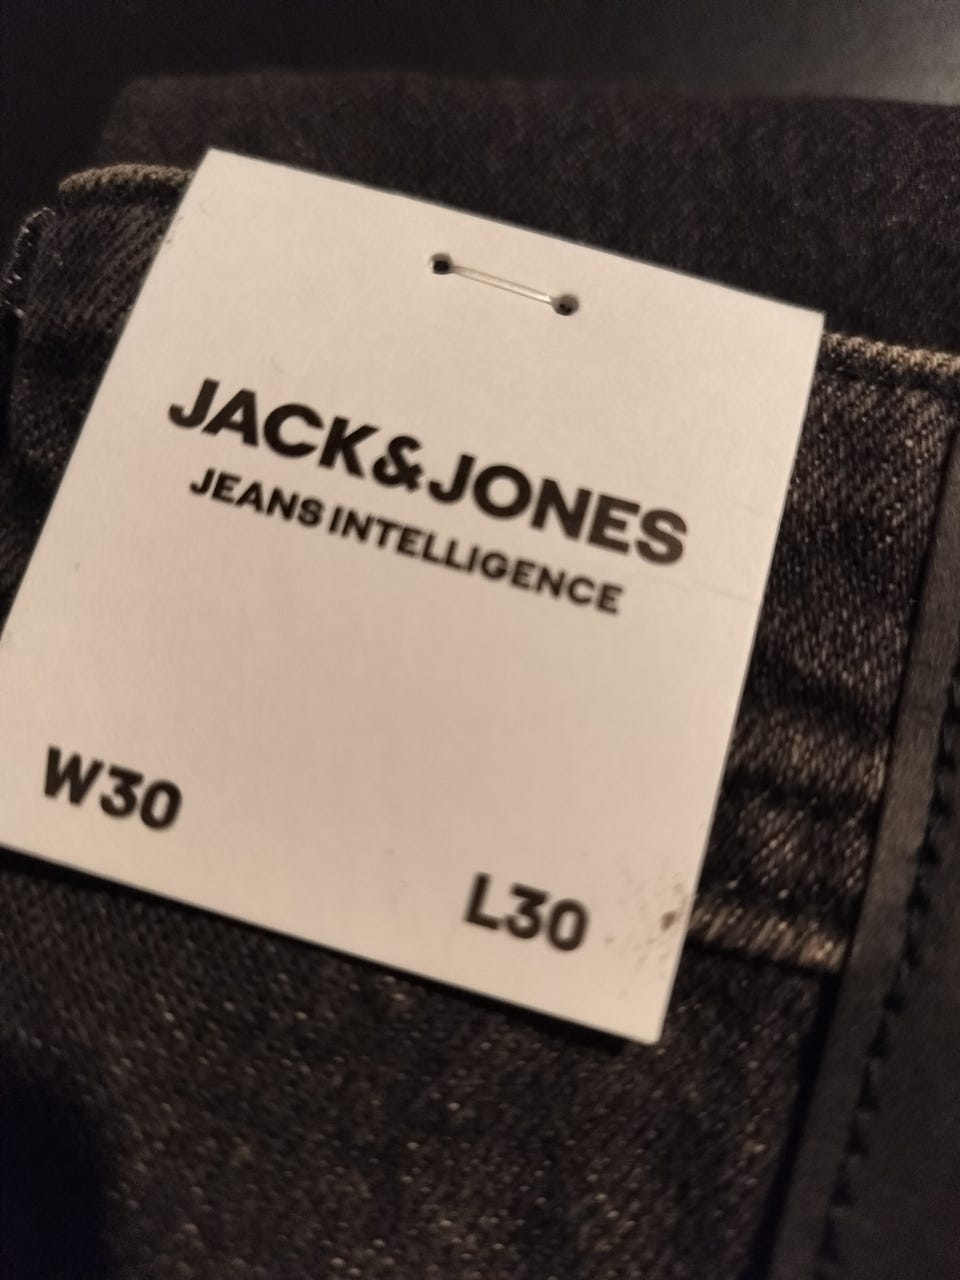 JACK&JONES
JEANS INTELLIGENCE
W30
L30